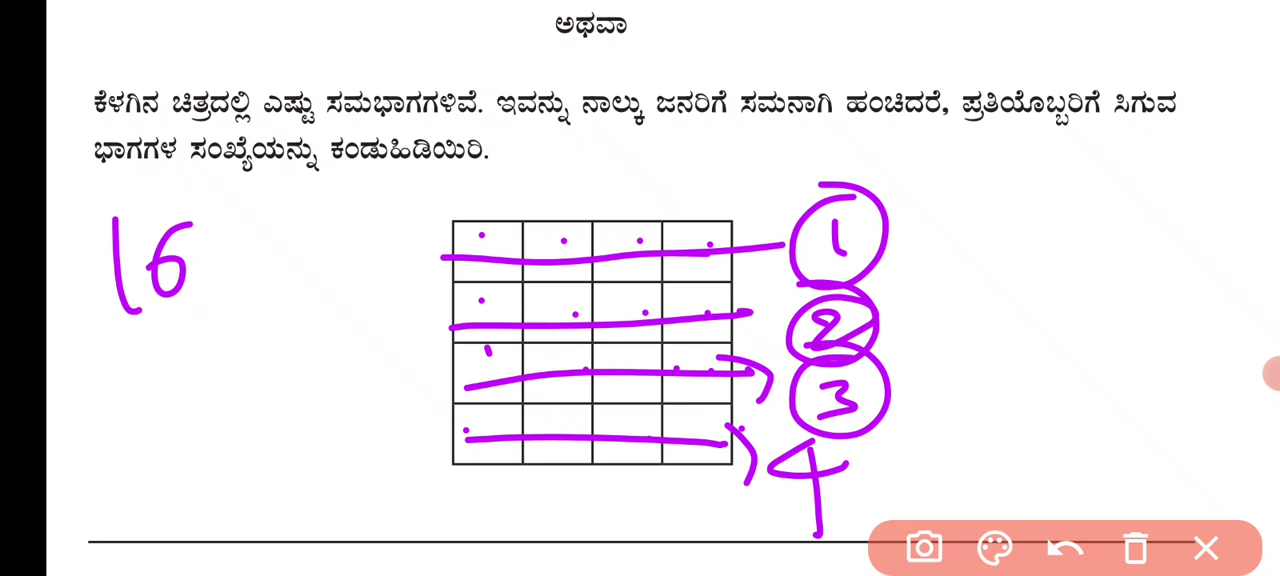 ಅಥವಾ
ಕೆಳಗಿನ ಚಿತ್ರದಲ್ಲಿ ಎಷ್ಟು ಸಮಭಾಗಗಳಿವೆ. ಇವನ್ನು ನಾಲ್ಕು ಜನರಿಗೆ ಸಮನಾಗಿ ಹಂಚಿದರೆ, ಪ್ರತಿಯೊಬ್ಬರಿಗೆ ಸಿಗುವ
ಭಾಗಗಳ ಸಂಖ್ಯೆಯನ್ನು ಕಂಡುಹಿಡಿಯಿರಿ.
16
1
2
3
4